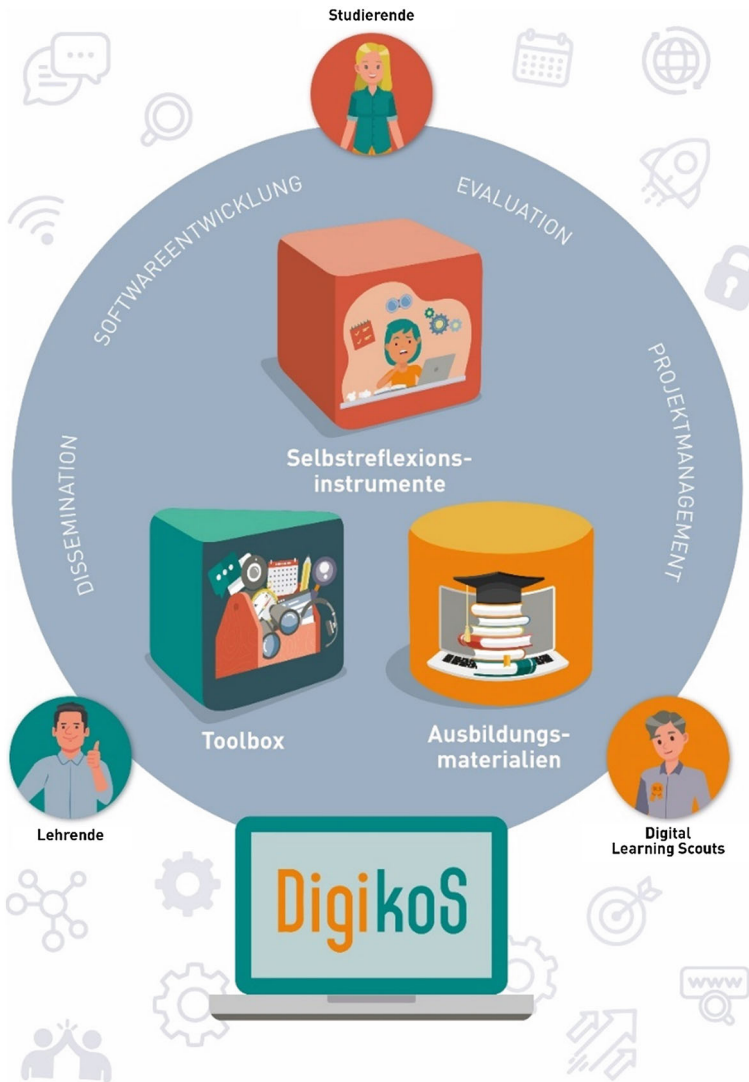 Studierende
SOFTWAREENTWICKLUNG
EVALUATION
DISSEMINATION
PROJEKTMANAGEMENT
Selbstreflexions-
instrumente
Toolbox
Ausbildungs-
materialien
Lehrende
Digital
Learning Scouts
DigikoS
WWW